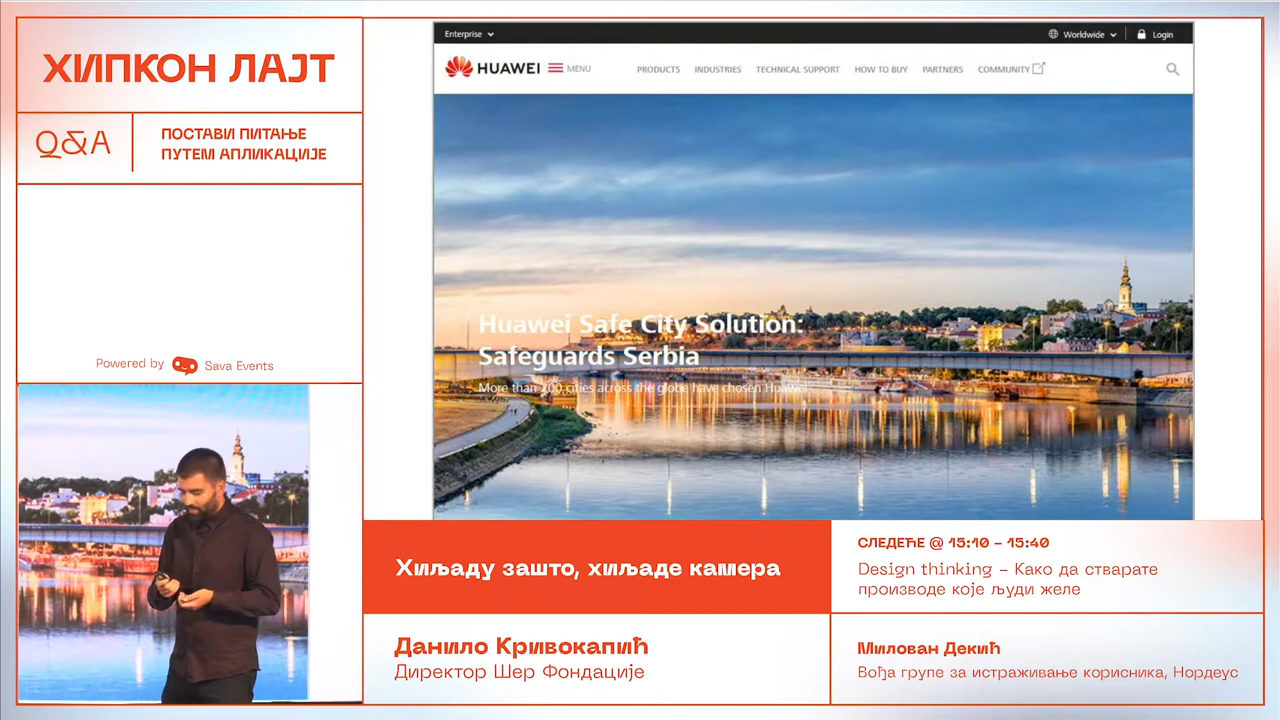 ХИПКОН ЛАЈТ
Q&A
ПОСТАВИ ПИТАЊЕ
ПУТЕМ АПЛИКАЦИЈЕ
Powered by Sava Events
Enterprise
Worldwide
Login
HUAWEI
MENU
PRODUCTS
INDUSTRIES
TECHNICAL SUPPORT
HOW TO BUY
PARTNERS
COMMUNITY
Huawei Safe City Solution:
Safeguards Serbia
More than 700 cities across the globe have chosen Huawei
Хиљаду зашто, хиљаде камера
Данило Кривокапић
Директор Шер Фондације
СЛЕДЕЋЕ @ 15:10 – 15:40
Design thinking – Како да стварате
производе које људи желе
Милован Декић
Вођа групе за истраживање корисника, Нордеус